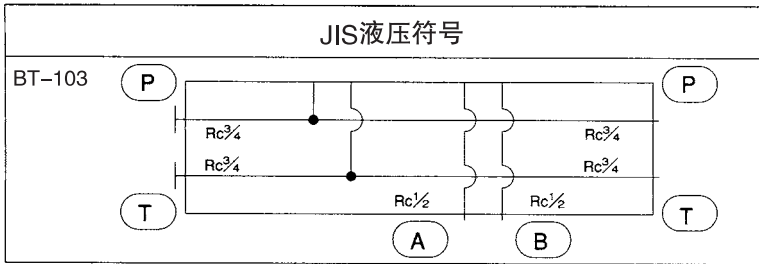 JIS液压符号
BT-103 P P
Rc3/4 Rc3/4
Rc3/4 Rc3/4
T Rc1/2 Rc1/2 T
A B